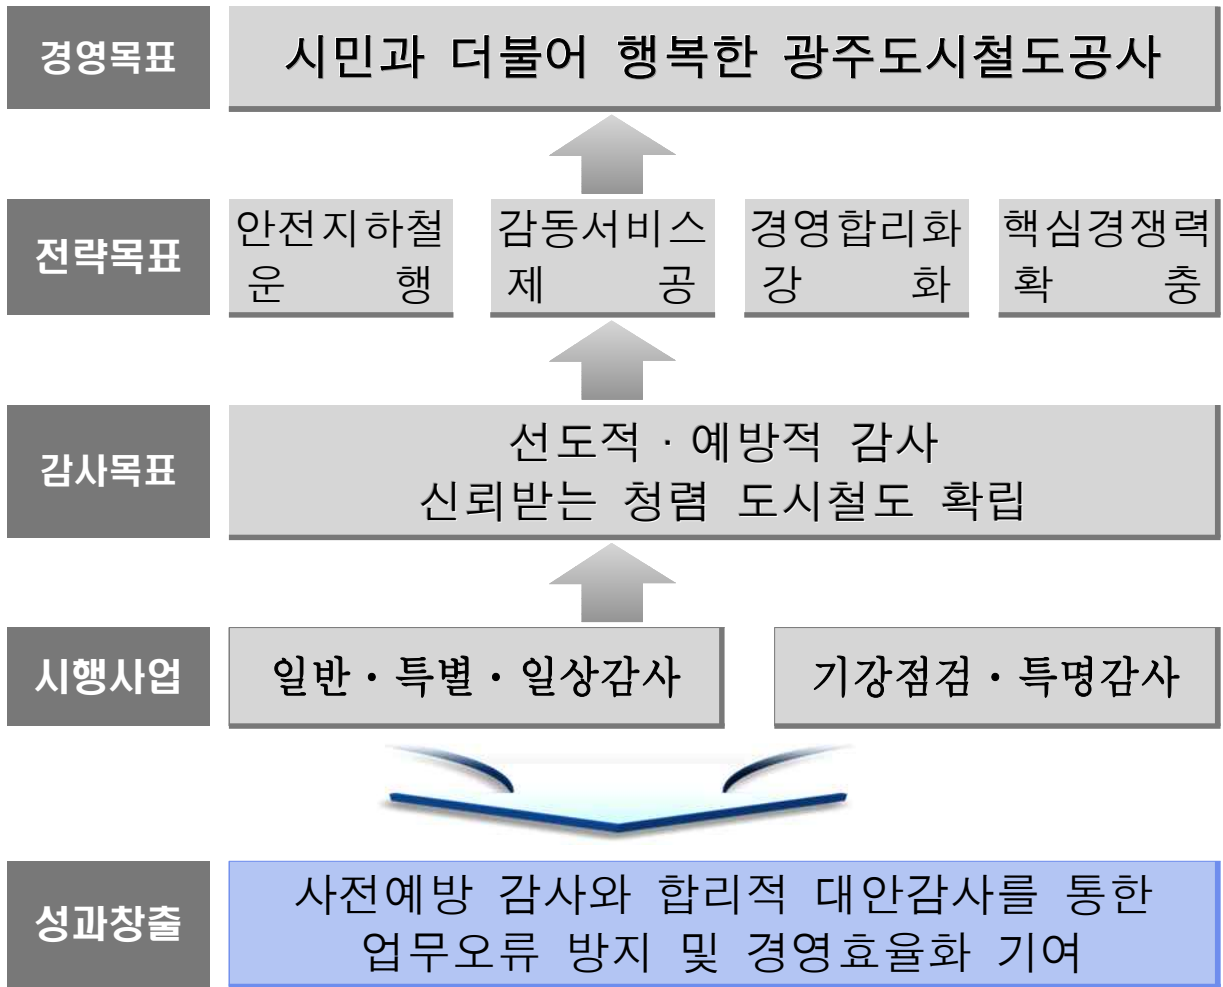 경영목표
시민과 더불어 행복한 광주도시철도공사
전략목표
안전지하철
운 행
감동서비스
제 공
경영합리화
강 화
핵심경쟁력
확 충
감사목표
선도적 · 예방적 감사
신뢰받는 청렴 도시철도 확립
시행사업
일반 · 특별 · 일상감사
기강점검 · 특명감사
성과창출
사전예방 감사와 합리적 대안감사를 통한
업무오류 방지 및 경영효율화 기여